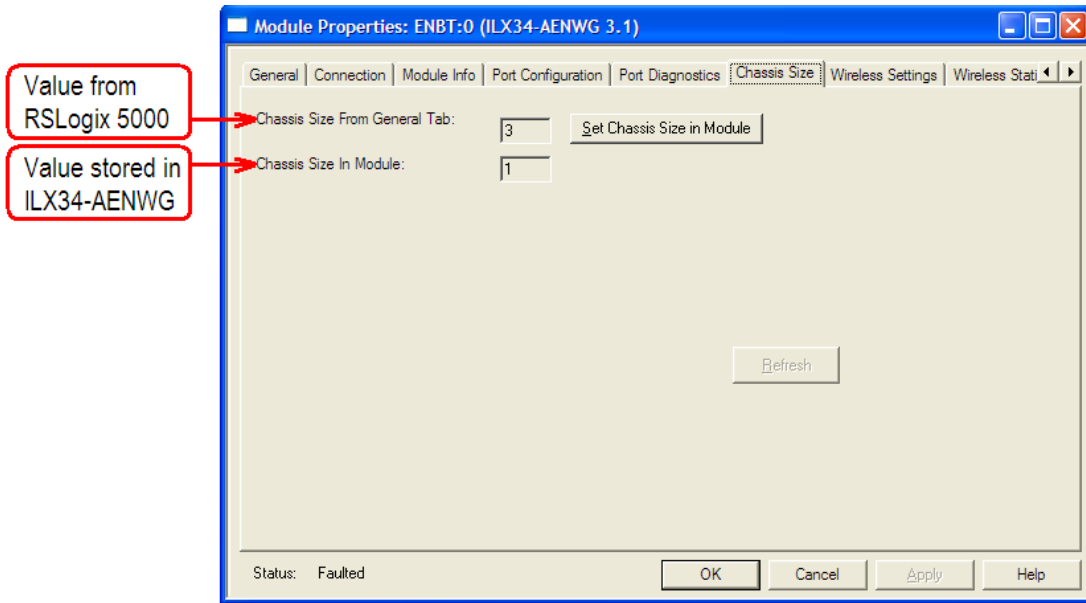 Module Properties: ENBT:0 (ILX34-AENWG 3.1)
General Connection Module Info Port Configuration Port Diagnostics Chassis Size Wireless Settings Wireless Stati
Value from
RSLogix 5000
Chassis Size From General Tab: 3 Set Chassis Size in Module
Value stored in
ILX34-AENWG
Chassis Size In Module: 1
Refresh
Status: Faulted OK Cancel Apply Help